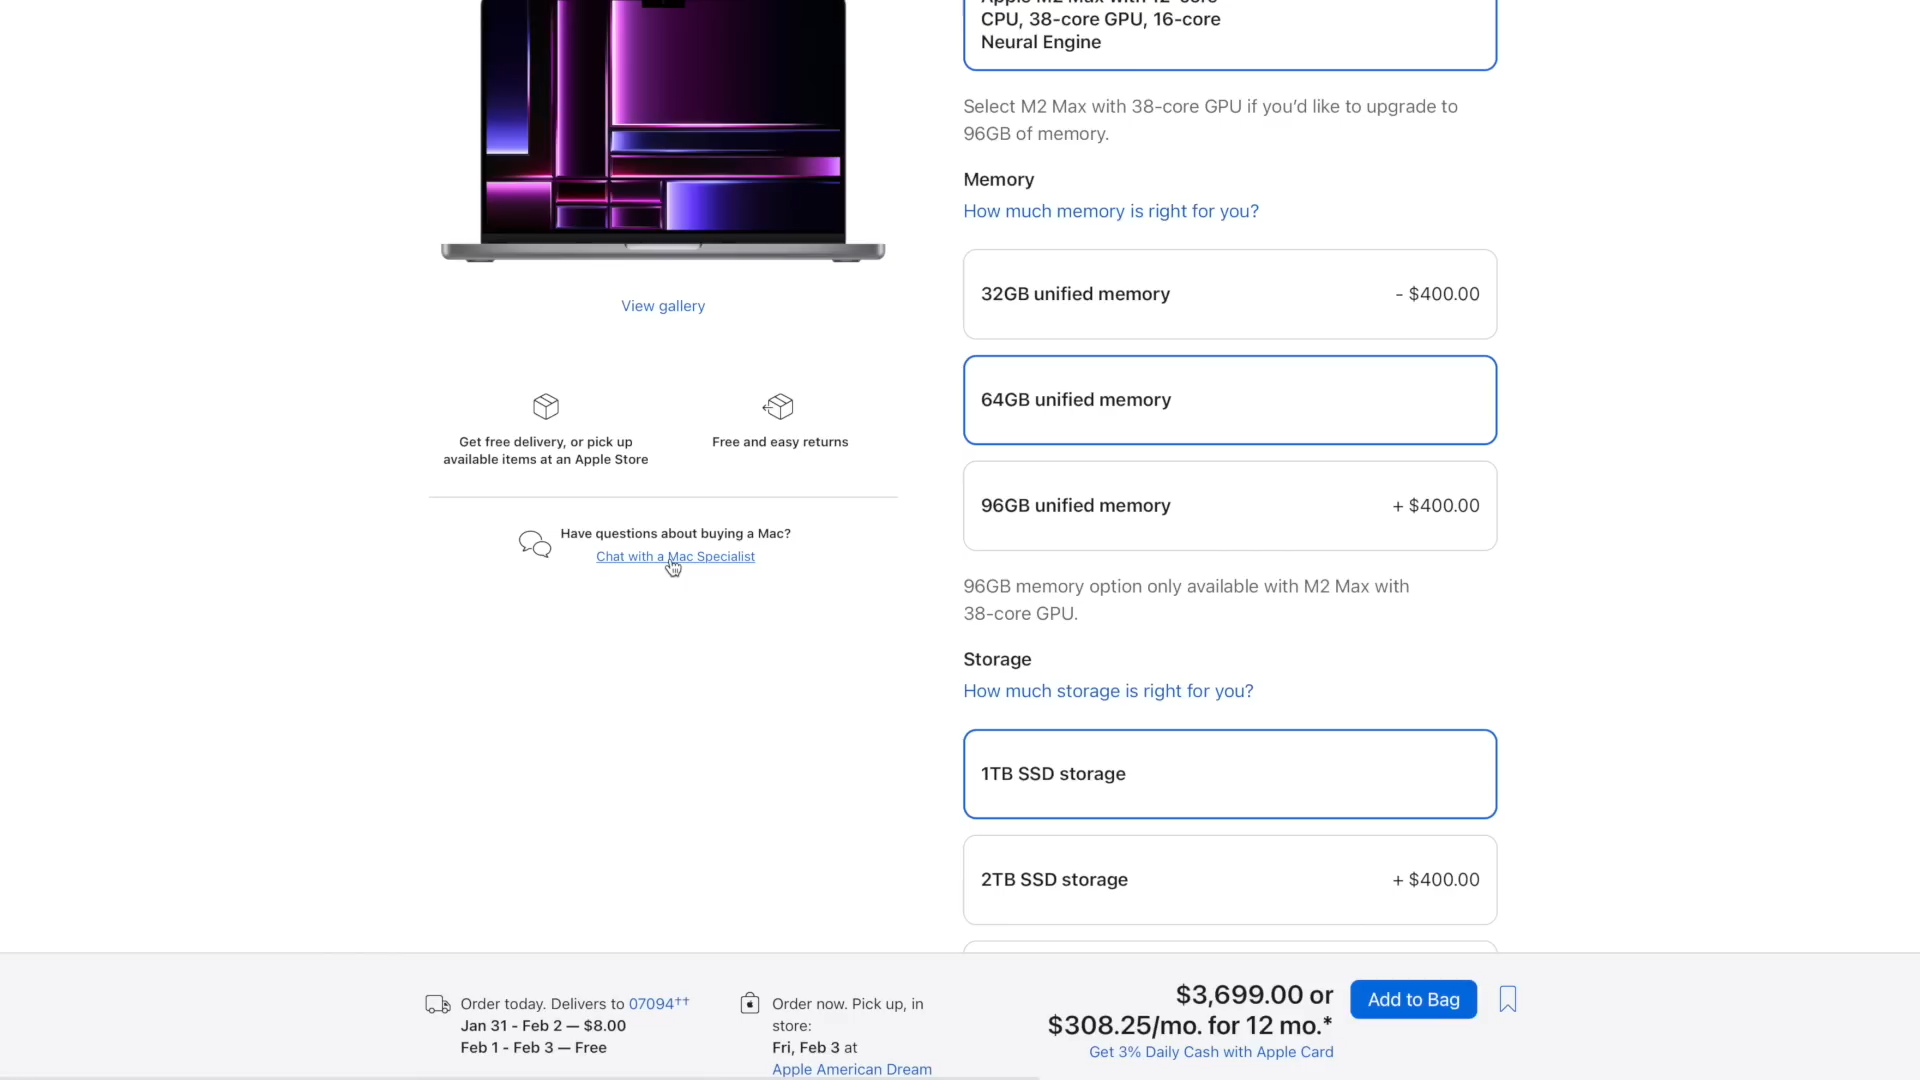 Apple M2 Max with 12-core
CPU, 38-core GPU, 16-core
Neural Engine
Select M2 Max with 38-core GPU if you’d like to upgrade to
96GB of memory.
Memory
How much memory is right for you?
32GB unified memory - $400.00
64GB unified memory
96GB unified memory + $400.00
96GB memory option only available with M2 Max with
38-core GPU.
Storage
How much storage is right for you?
1TB SSD storage
2TB SSD storage + $400.00
View gallery
Get free delivery, or pick up
available items at an Apple Store
Free and easy returns
Have questions about buying a Mac?
Chat with a Mac Specialist
Order today. Delivers to 07094††
Jan 31 - Feb 2 — $8.00
Feb 1 - Feb 3 — Free
Order now. Pick up, in
store:
Fri, Feb 3 at
Apple American Dream
$3,699.00 or
$308.25/mo. for 12 mo.*
Get 3% Daily Cash with Apple Card
Add to Bag